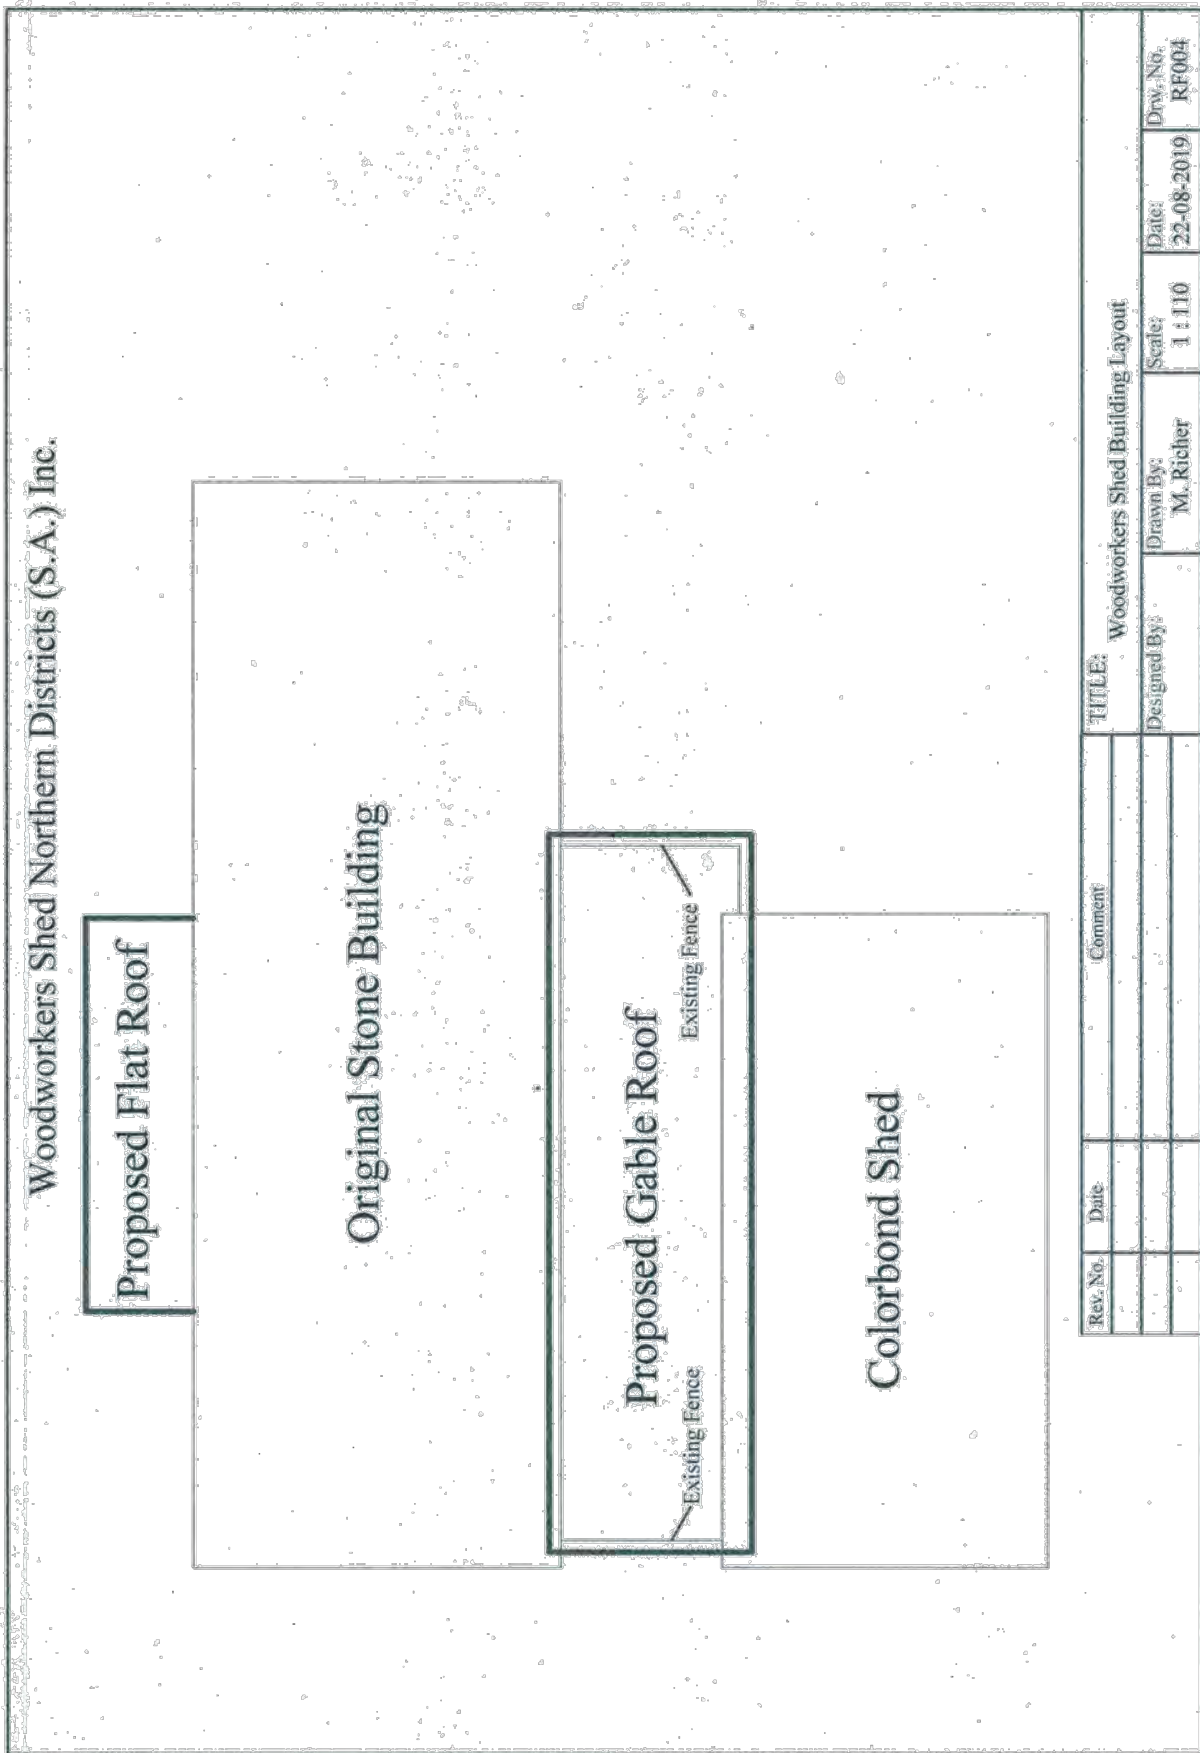 Woodworkers Shed Northern Districts (S.A.) Inc.
Proposed Flat Roof
Original Stone Building
Proposed Gable Roof
Existing Fence
Existing Fence
Colorbond Shed
Rev. No.
Date
Comment
TITLE:
Woodworkers Shed Building Layout
Designed By:
Drawn By:
M. Richer
Scale:
1 : 110
Date:
22-08-2019
Drw. No.
RF004